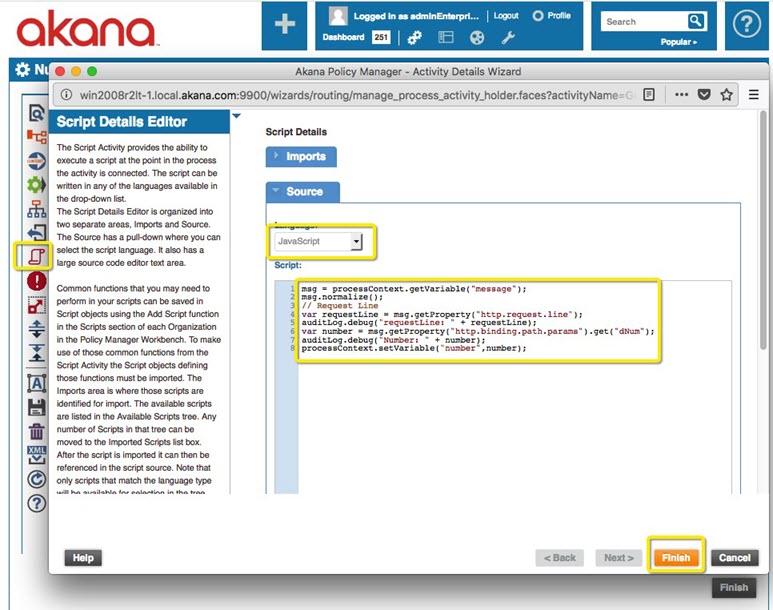 akana
Logged in as adminEnterpri...
Logout
Profile
Dashboard
251
Search
Popular
Nu
Akana Policy Manager - Activity Details Wizard
win2008r2lt-1.local.akana.com:9900/wizards/routing/manage_process_activity_holder.faces?activityName=G
Script Details Editor
The Script Activity provides the ability to
execute a script at the point in the process
the activity is connected. The script can be
written in any of the languages available in
the drop-down list.
The Script Details Editor is organized into
two separate areas, Imports and Source.
The Source has a pull-down where you can
select the script language. It also has a
large source code editor text area.
Common functions that you may need to
perform in your scripts can be saved in
Script objects using the Add Script function
in the Scripts section of each Organization
in the Policy Manager Workbench. To make
use of those common functions from the
Script Activity the Script objects defining
those functions must be imported. The
Imports area is where those scripts are
identified for import. The available scripts
are listed in the Available Scripts tree. Any
number of Scripts in that tree can be
moved to the Imported Scripts list box.
After the script is imported it can then be
referenced in the script source. Note that
only scripts that match the language type
will be available for selection in the tree
Script Details
Imports
Source
Language:
JavaScript
Script:
1 msg = processContext.getVariable("message");
2 msg.normalize();
3 // Request Line
4 var requestLine = msg.getProperty("http.request.line");
5 auditLog.debug("requestLine: " + requestLine);
6 var number = msg.getProperty("http.binding.path.params").get("dNum");
7 auditLog.debug("Number: " + number);
8 processContext.setVariable("number",number);
Help
< Back
Next >
Finish
Cancel
Finish
XML